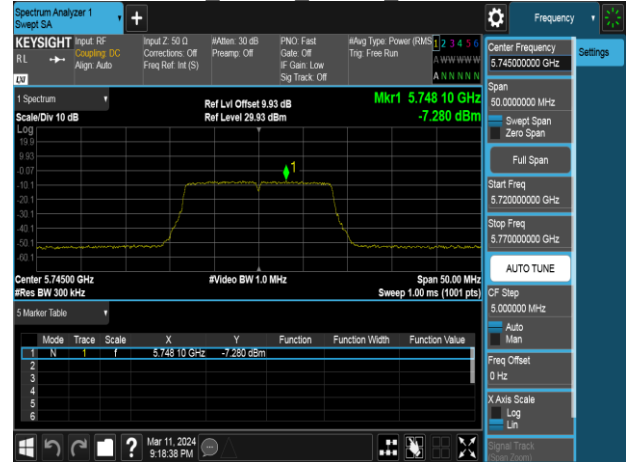 Spectrum Analyzer 1
Swept SA
+
Frequency
KEYSIGHT
Input: RF
Coupling: DC
Align: Auto
Input Z: 50 Ω
Corrections: Off
Freq Ref: Int (S)
#Atten: 30 dB
Preamp: Off
PNO: Fast
Gate: Off
IF Gain: Low
Sig Track: Off
#Avg Type: Power (RMS
Trig: Free Run
1 2 3 4 5 6
A W W W W W
A N N N N N
RL
LXI
1 Spectrum
Scale/Div 10 dB
Ref Lvl Offset 9.93 dB
Ref Level 29.93 dBm
Mkr1 5.748 10 GHz
-7.280 dBm
Log
19.9
9.93
-0.07
-10.1
-20.1
-30.1
-40.1
-50.1
-60.1
1
Center 5.74500 GHz
#Res BW 300 kHz
#Video BW 1.0 MHz
Span 50.00 MHz
Sweep 1.00 ms (1001 pts)
5 Marker Table
Mode Trace Scale X Y Function Function Width Function Value
1 N 1 f 5.748 10 GHz -7.280 dBm
2
3
4
5
6
Mar 11, 2024
9:18:38 PM
?
Center Frequency
5.745000000 GHz
Settings
Span
50.0000000 MHz
Swept Span
Zero Span
Full Span
Start Freq
5.720000000 GHz
Stop Freq
5.770000000 GHz
AUTO TUNE
CF Step
5.000000 MHz
Auto
Man
Freq Offset
0 Hz
X Axis Scale
Log
Lin
Signal Track
(Span Zoom)